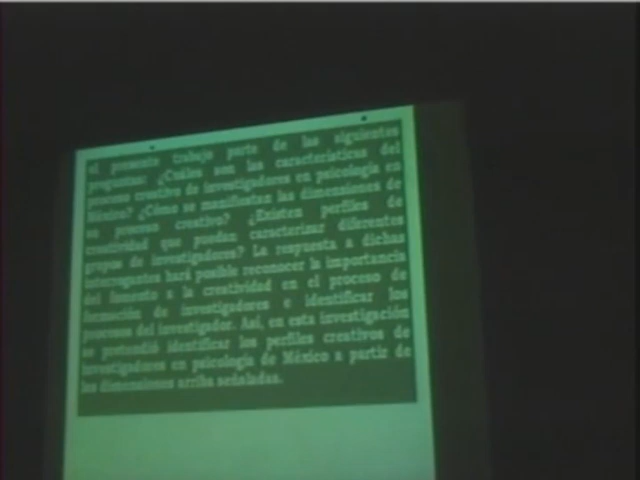 el presente trabajo parte de las siguientes
preguntas: ¿Cuáles son las características del
proceso creativo de investigadores en psicología en
México? ¿Cómo se manifiestan las dimensiones de
su proceso creativo? ¿Existen perfiles de
creatividad que puedan caracterizar diferentes
grupos de investigadores? La respuesta a dichas
interrogantes hará posible reconocer la importancia
del fomento a la creatividad en el proceso de
formación de investigadores e identificar los
procesos del investigador. Así, en esta investigación
se pretendió identificar los perfiles creativos de
investigadores en psicología de México a partir de
las dimensiones arriba señaladas.